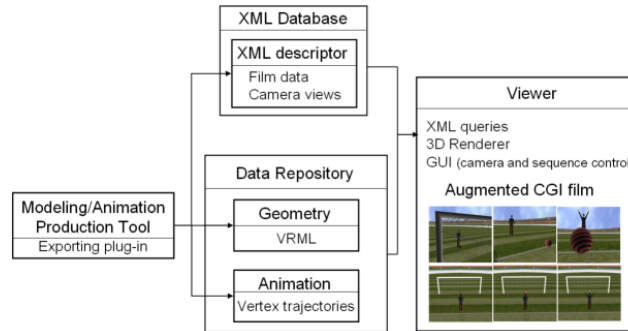 XML Database
XML descriptor
Film data
Camera views
Data Repository
Geometry
VRML
Animation
Vertex trajectories
Modeling/Animation
Production Tool
Exporting plug-in
Viewer
XML queries
3D Renderer
GUI (camera and sequence control
Augmented CGI film